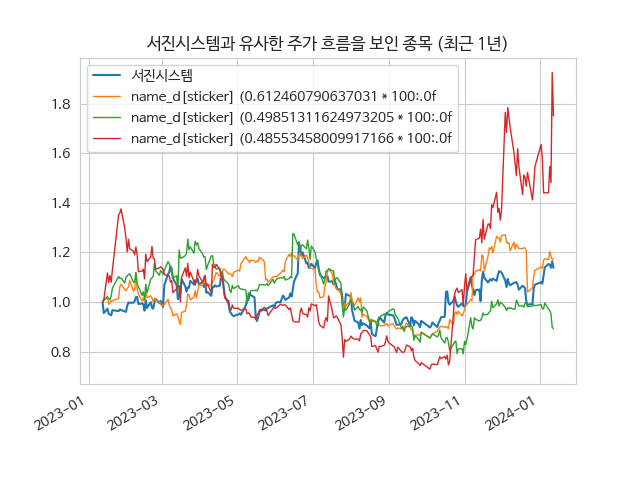 서진시스템과 유사한 주가 흐름을 보인 종목 (최근 1년)
서진시스템
name_d[sticker] (0.612460790637031 * 100:.0f
name_d[sticker] (0.49851311624973205 * 100:.0f
name_d[sticker] (0.48553458009917166 * 100:.0f
1.8
1.6
1.4
1.2
1.0
0.8
2023-01
2023-03
2023-05
2023-07
2023-09
2023-11
2024-01